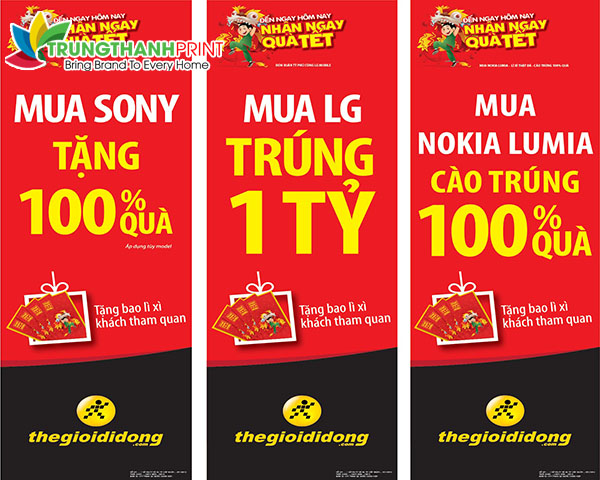 TRUNGTHANHPRINT
Bring Brand To Every Home
ĐẾN NGAY HÔM NAY
NHẬN NGAY
QUÀ TẾT
MUA SONY
TẶNG
100%
QUÀ
Áp dụng tùy model
Tặng bao lì xì
khách tham quan
thegioididong
.com
ĐẾN NGAY HÔM NAY
NHẬN NGAY
QUÀ TẾT
MUA LG
TRÚNG
1 TỶ
Tặng bao lì xì
khách tham quan
thegioididong
.com
ĐẾN NGAY HÔM NAY
NHẬN NGAY
QUÀ TẾT
MUA
NOKIA LUMIA
CÀO TRÚNG
100%
QUÀ
Tặng bao lì xì
khách tham quan
thegioididong
.com